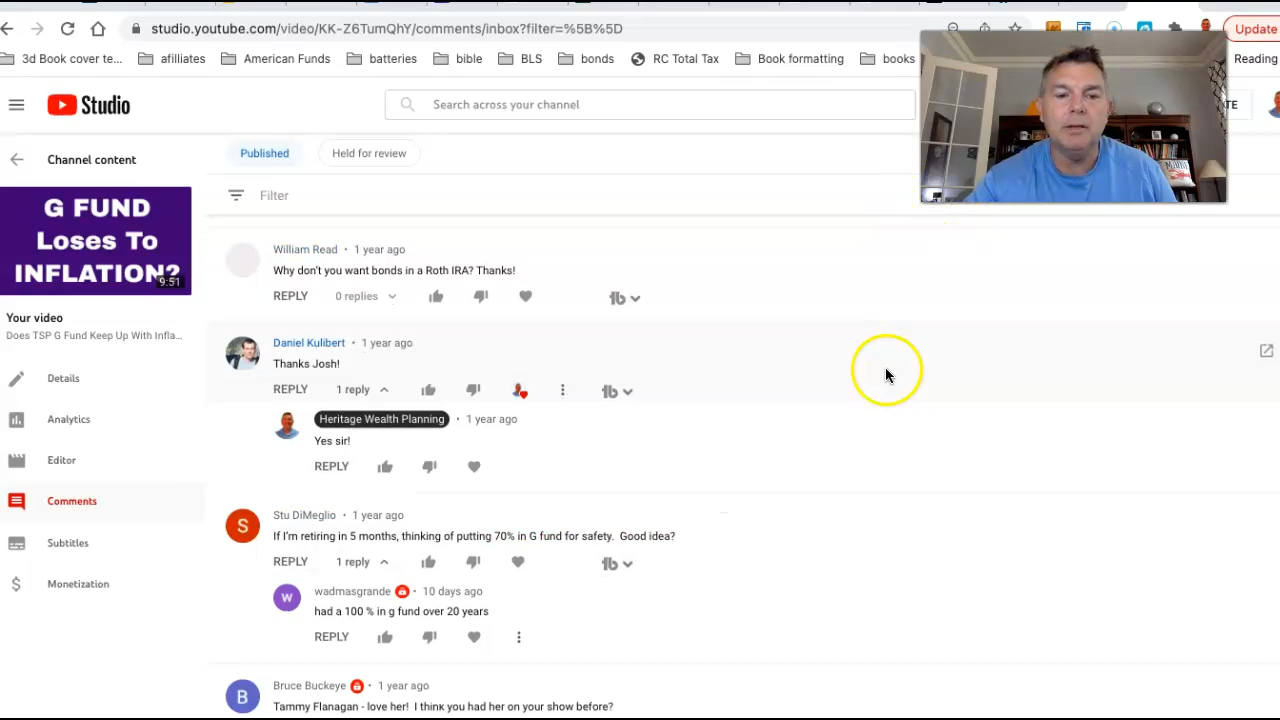 studio.youtube.com/video/KK-Z6TumQhY/comments/inbox?filter=%5B%5D
Update
3d Book cover te...
afilliates
American Funds
batteries
bible
BLS
bonds
RC Total Tax
Book formatting
books
Reading
Studio
Search across your channel
TE
Channel content
Published
Held for review
Filter
G FUND
Loses To
INFLATION?
9:51
Your video
Does TSP G Fund Keep Up With Infla...
Details
Analytics
Editor
Comments
Subtitles
Monetization
William Read • 1 year ago
Why don't you want bonds in a Roth IRA? Thanks!
REPLY 0 replies
Daniel Kulibert • 1 year ago
Thanks Josh!
REPLY 1 reply
Heritage Wealth Planning • 1 year ago
Yes sir!
REPLY
S
Stu DiMeglio • 1 year ago
If I'm retiring in 5 months, thinking of putting 70% in G fund for safety. Good idea?
REPLY 1 reply
W
wadmasgrande • 10 days ago
had a 100 % in g fund over 20 years
REPLY
B
Bruce Buckeye • 1 year ago
Tammy Flanagan - love her! I think you had her on your show before?